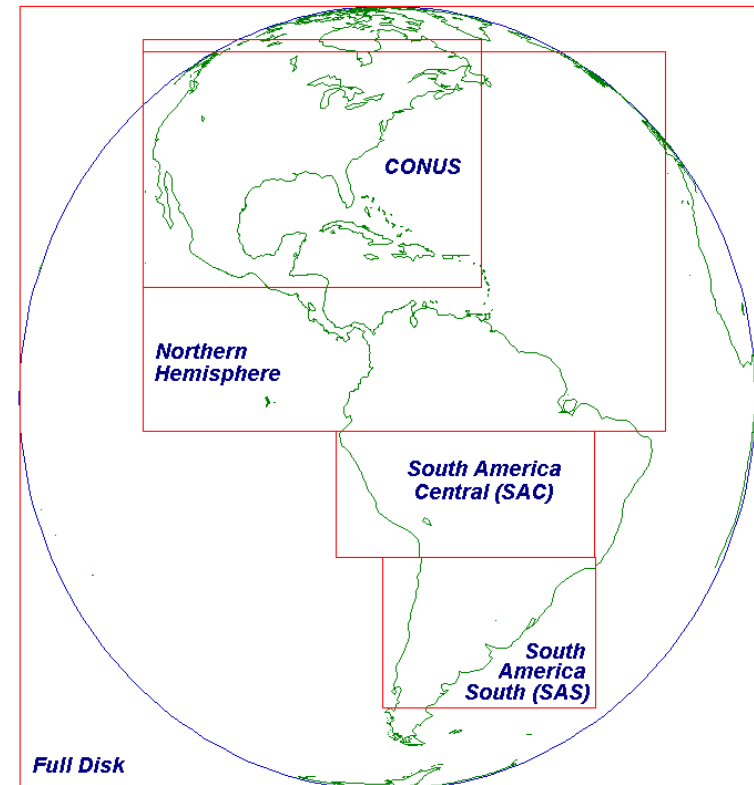 CONUS
Northern
Hemisphere
South America
Central (SAC)
South
America
South (SAS)
Full Disk